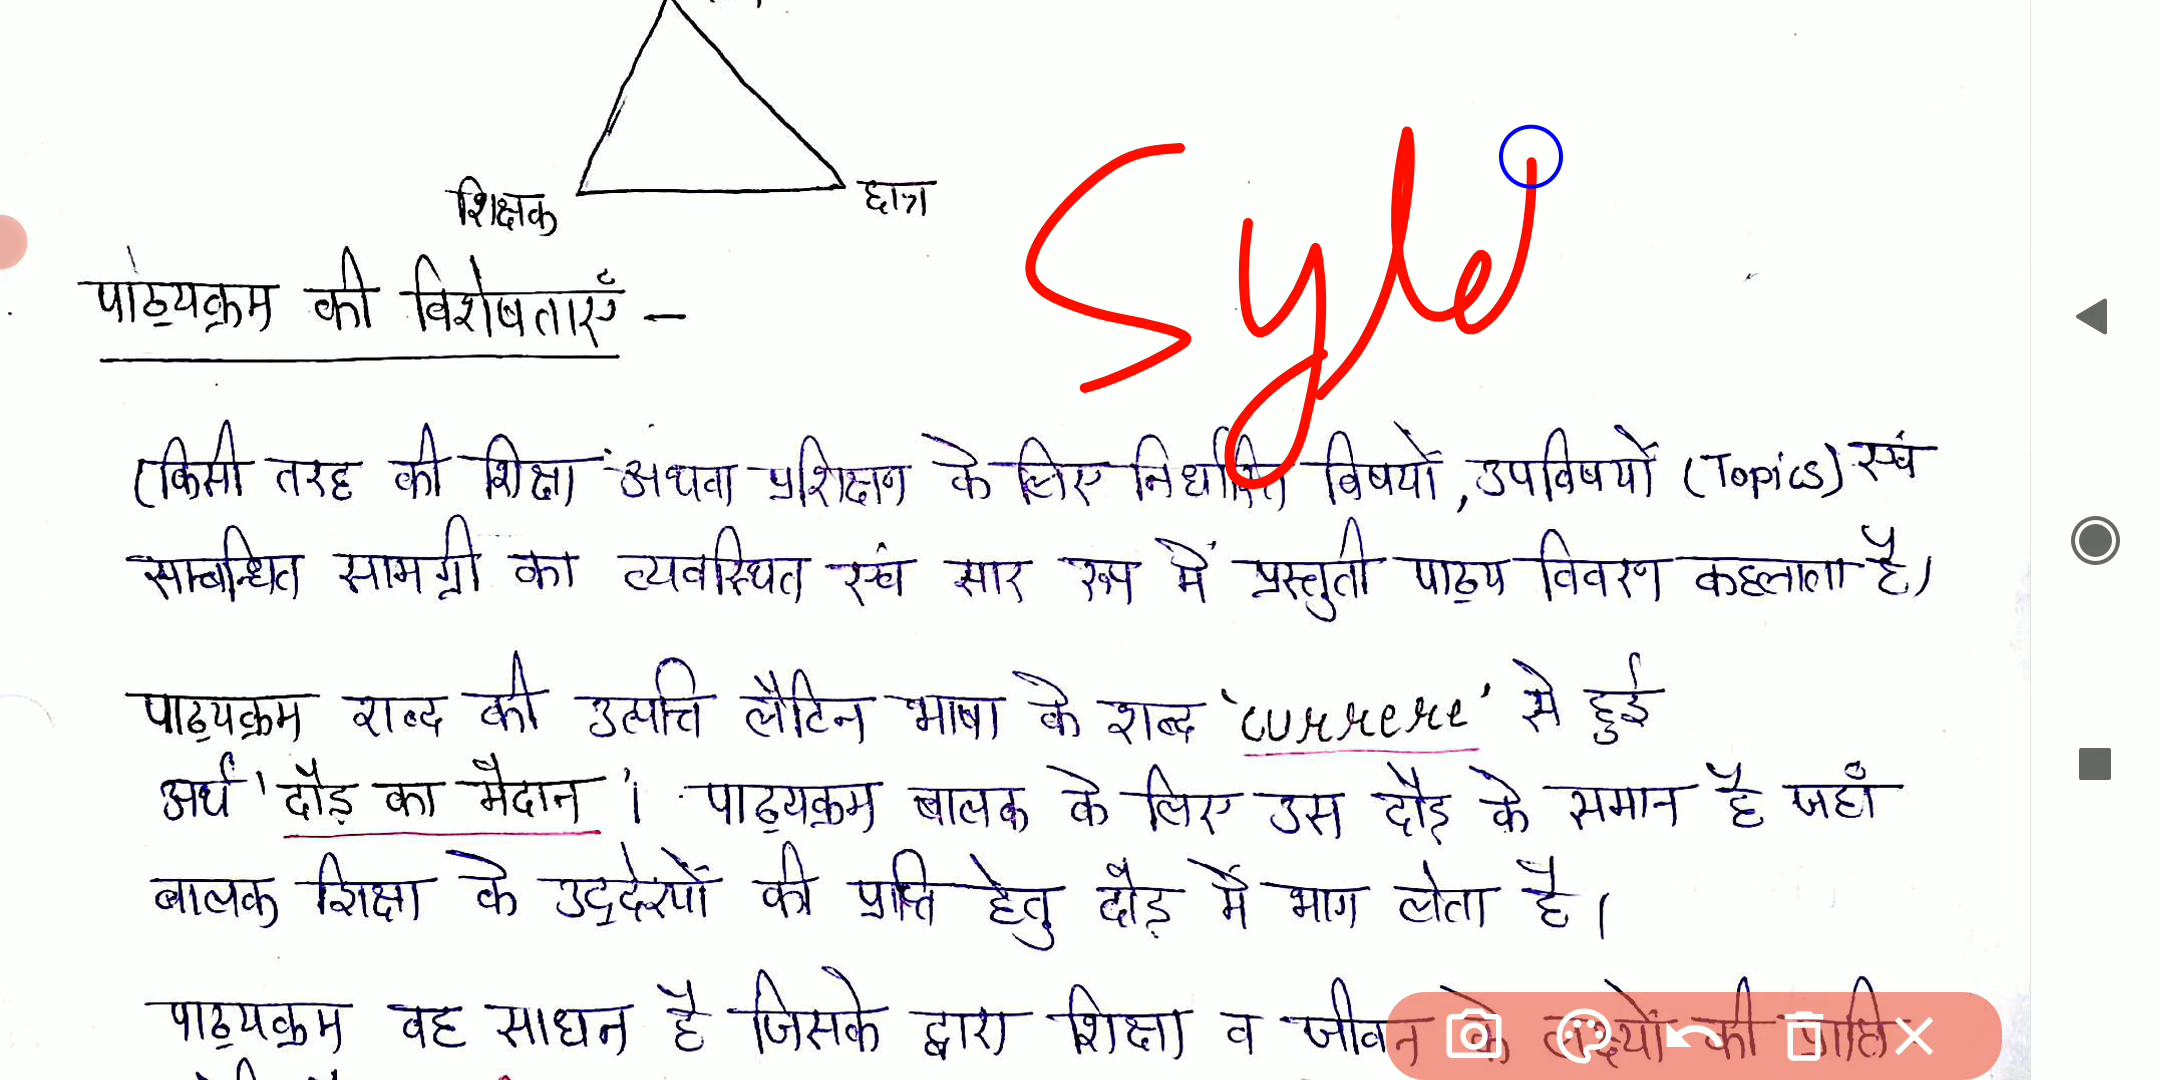 शिक्षक
छात्र
पाठ्यक्रम की विशेषताएँ -
Syl
(किसी तरह की शिक्षा अथवा प्रशिक्षण के लिए निर्धारित विषयों, उपविषयों (Topics) एवं
सम्बन्धित सामग्री का व्यवस्थित एवं सार रूप में प्रस्तुती पाठ्य विवरण कहलाता है)
पाठ्यक्रम शब्द की उत्पत्ति लैटिन भाषा के शब्द 'currere' से हुई
अर्थ 'दौड़ का मैदान'। पाठ्यक्रम बालक के लिए उस दौड़ के समान है जहाँ
बालक शिक्षा के उद्देश्यों की प्राप्ति हेतु दौड़ में भाग लेता है।
पाठ्यक्रम वह साधन है जिसके द्वारा शिक्षा व जीवन के लक्ष्यों की प्राप्ति